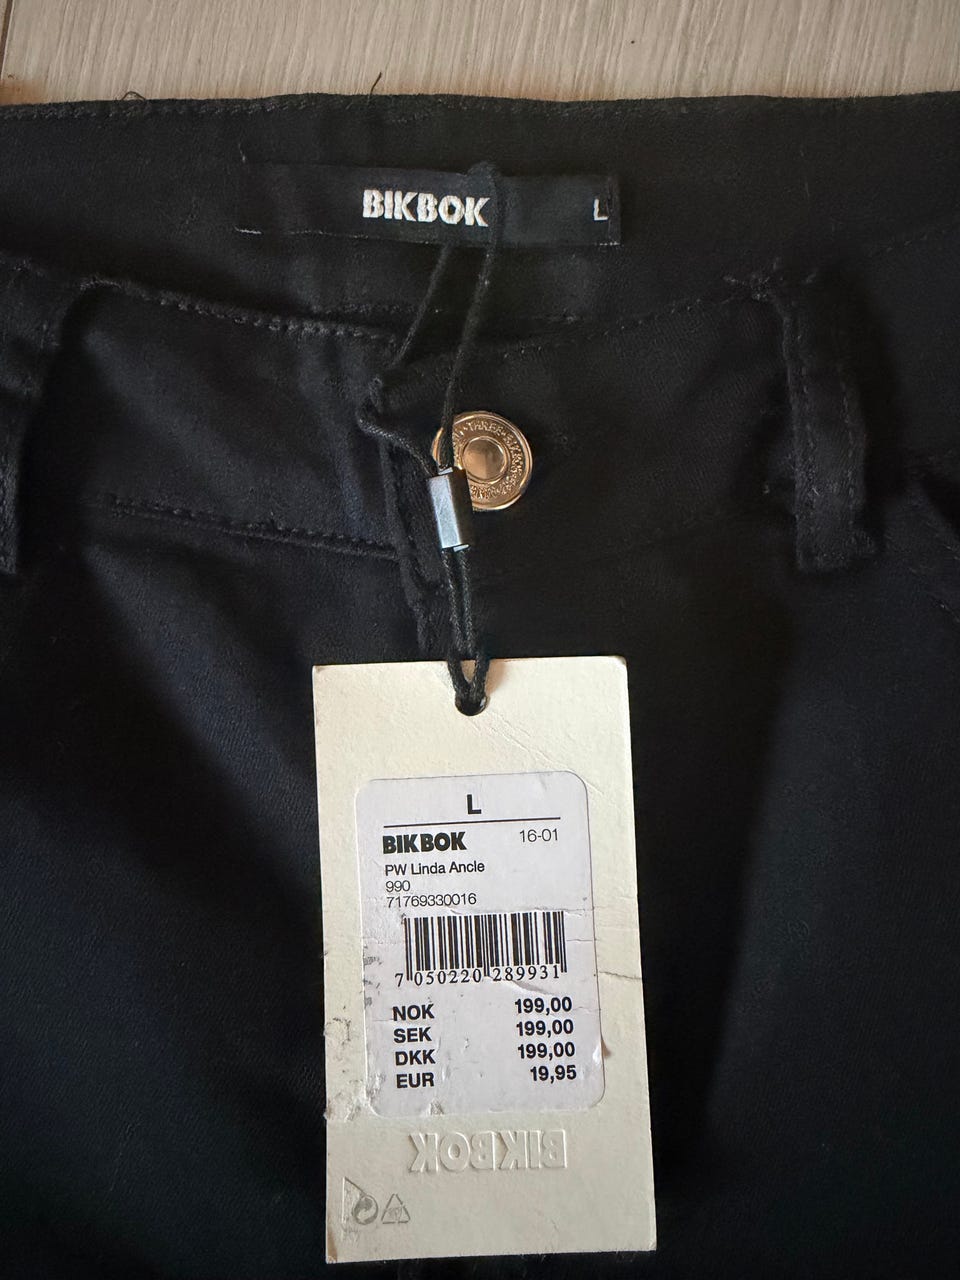 BIKBOK L
THREE
L
BIKBOK 16-01
PW Linda Ancle
990
71769330016
7 050220 289931
NOK 199,00
SEK 199,00
DKK 199,00
EUR 19,95
BIKBOK